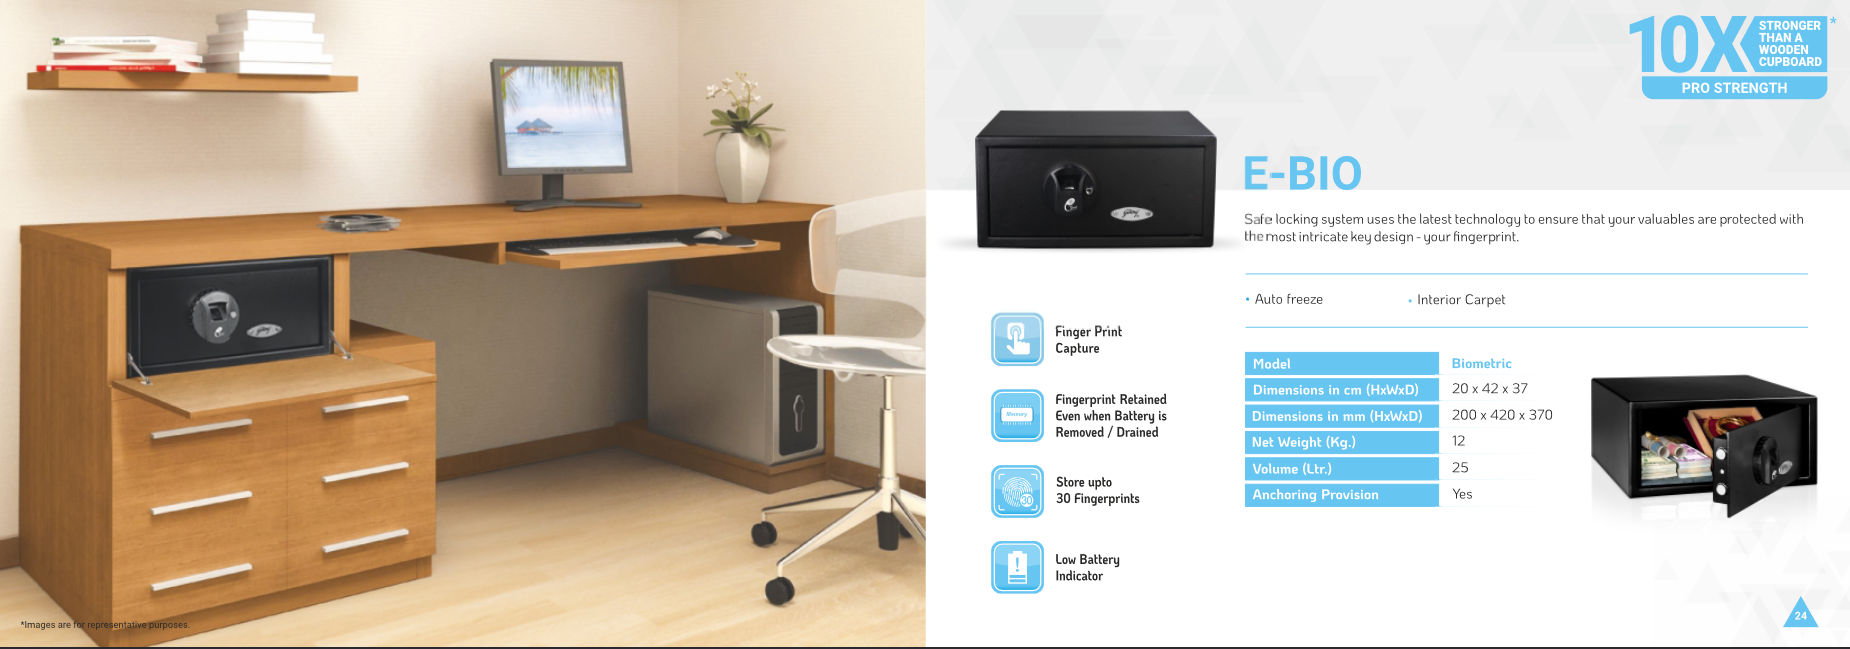 *Images are for representative purposes.
10X
STRONGER
THAN A
WOODEN
CUPBOARD
*
PRO STRENGTH
E-BIO
Safe locking system uses the latest technology to ensure that your valuables are protected with
the most intricate key design - your fingerprint.
• Auto freeze
• Interior Carpet
Finger Print
Capture
Memory
Fingerprint Retained
Even when Battery is
Removed / Drained
30
Store upto
30 Fingerprints
Low Battery
Indicator
Model Biometric
Dimensions in cm (HxWxD) 20 x 42 x 37
Dimensions in mm (HxWxD) 200 x 420 x 370
Net Weight (Kg.) 12
Volume (Ltr.) 25
Anchoring Provision Yes
24